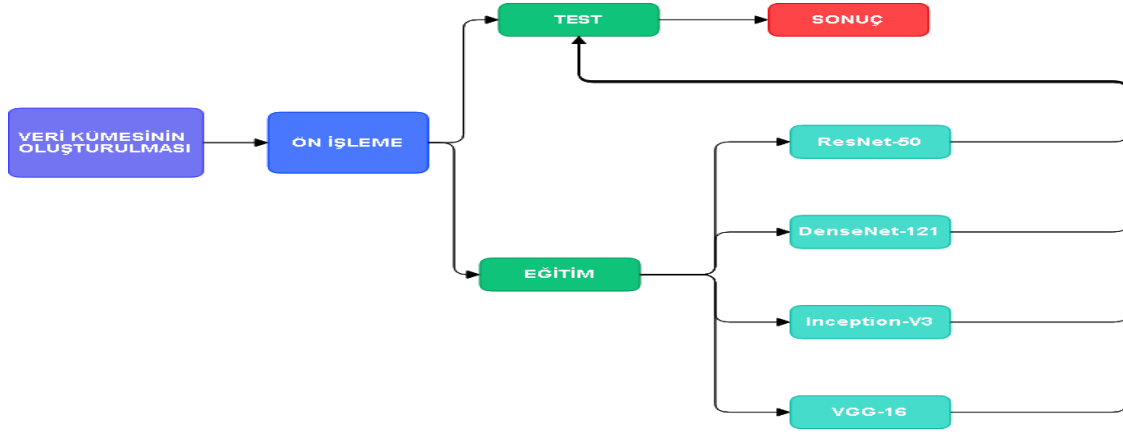 TEST
SONUÇ
VERİ KÜMESİNİN
OLUŞTURULMASI
ÖN İŞLEME
ResNet-50
DenseNet-121
EĞİTİM
Inception-V3
VGG-16